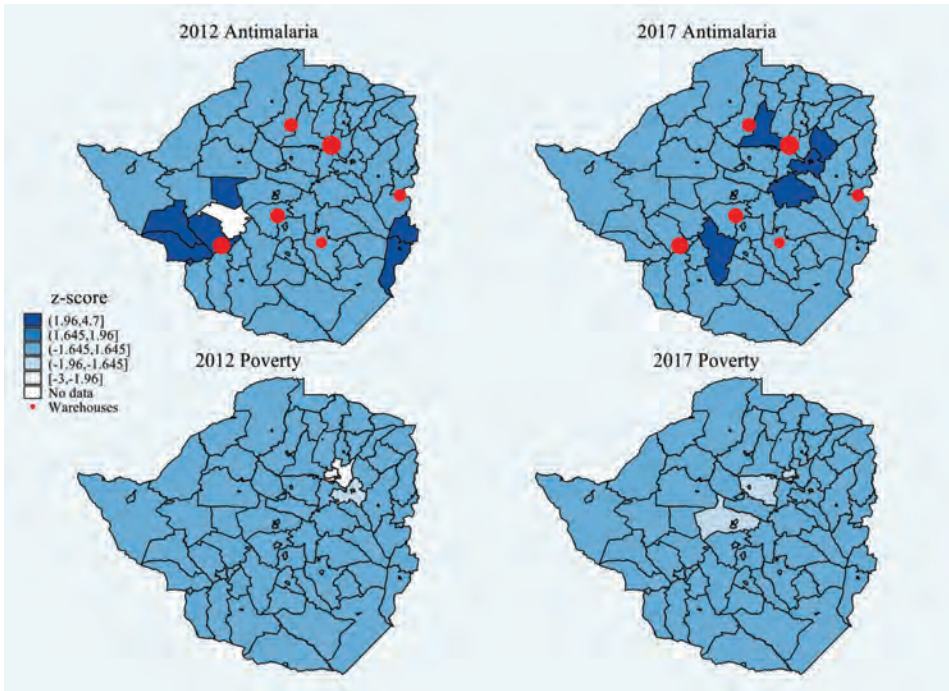 2012 Antimalaria
2017 Antimalaria
z-score
(1.96,4.7]
(1.645,1.96]
(-1.645,1.645]
(-1.96,-1.645]
[-3,-1.96]
No data
Warehouses
2012 Poverty
2017 Poverty